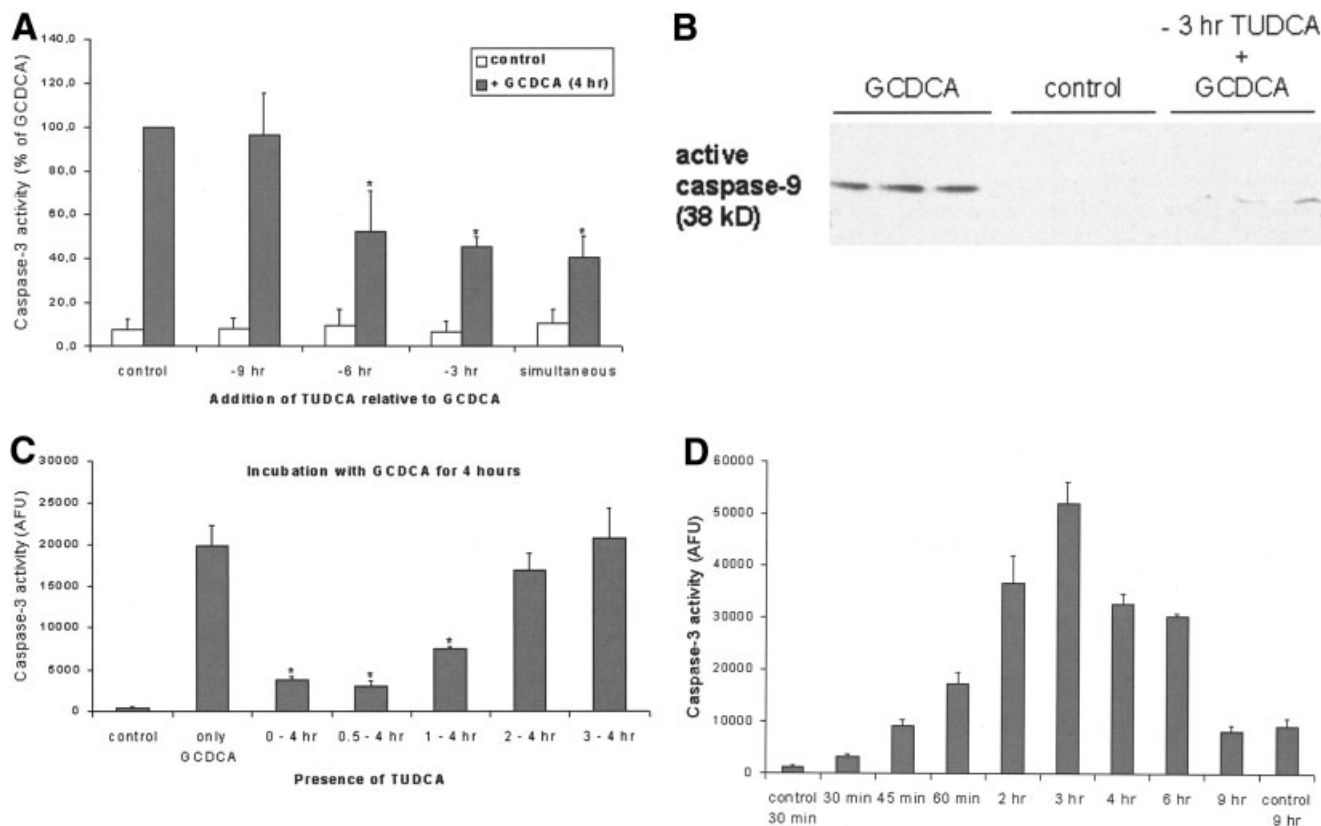 A
Caspase-3 activity (% of GCDCA)
140,0
120,0
100,0
80,0
60,0
40,0
20,0
0,0
control
+ GCDCA (4 hr)
*
*
*
control
-9 hr
-6 hr
-3 hr
simultaneous
Addition of TUDCA relative to GCDCA
B
- 3 hr TUDCA
+
GCDCA
control
GCDCA
active
caspase-9
(38 kD)
C
Incubation with GCDCA for 4 hours
Caspase-3 activity (AFU)
30000
25000
20000
15000
10000
5000
0
*
*
*
control
only
GCDCA
0 - 4 hr
0.5 - 4 hr
1 - 4 hr
2 - 4 hr
3 - 4 hr
Presence of TUDCA
D
Caspase-3 activity (AFU)
60000
50000
40000
30000
20000
10000
0
control
30 min
30 min
45 min
60 min
2 hr
3 hr
4 hr
6 hr
9 hr
control
9 hr